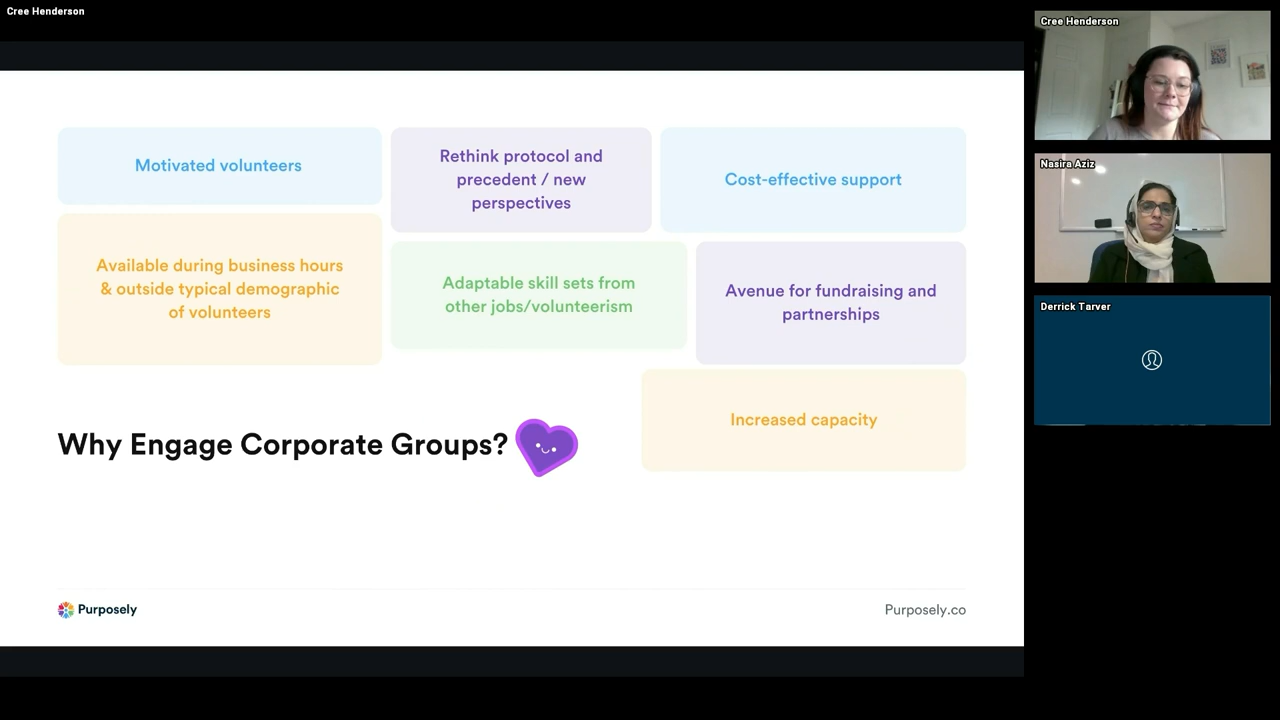 Cree Henderson
Motivated volunteers
Rethink protocol and
precedent / new
perspectives
Cost-effective support
Available during business hours
& outside typical demographic
of volunteers
Adaptable skill sets from
other jobs/volunteerism
Avenue for fundraising and
partnerships
Increased capacity
Why Engage Corporate Groups?
Purposely
Purposely.co
Cree Henderson
Nasira Aziz
Derrick Tarver